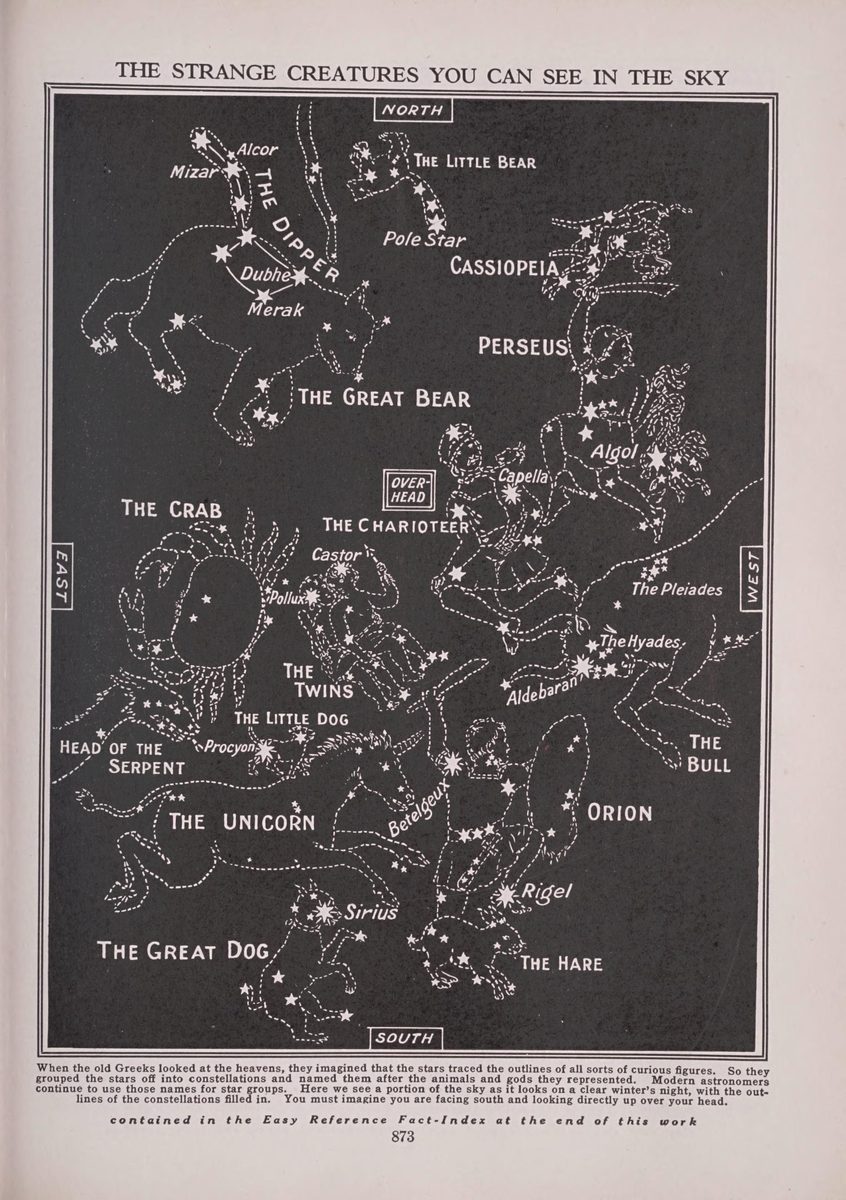 THE STRANGE CREATURES YOU CAN SEE IN THE SKY
NORTH
Alcor
Mizar
THE DIPPER
THE LITTLE BEAR
Pole Star
CASSIOPEIA
Dubhe
Merak
PERSEUS
THE GREAT BEAR
Algol
OVER-
HEAD
Capella
THE CRAB
THE CHARIOTEER
Castor
EAST
WEST
Pollux
The Pleiades
The Hyades
THE
TWINS
Aldebaran
THE LITTLE DOG
HEAD OF THE
SERPENT
Procyon
THE
BULL
Betelgeux
THE UNICORN
ORION
Rigel
Sirius
THE GREAT DOG
THE HARE
SOUTH
When the old Greeks looked at the heavens, they imagined that the stars traced the outlines of all sorts of curious figures. So they
grouped the stars off into constellations and named them after the animals and gods they represented. Modern astronomers
continue to use those names for star groups. Here we see a portion of the sky as it looks on a clear winter's night, with the out-
lines of the constellations filled in. You must imagine you are facing south and looking directly up over your head.
contained in the Easy Reference Fact-Index at the end of this work
873